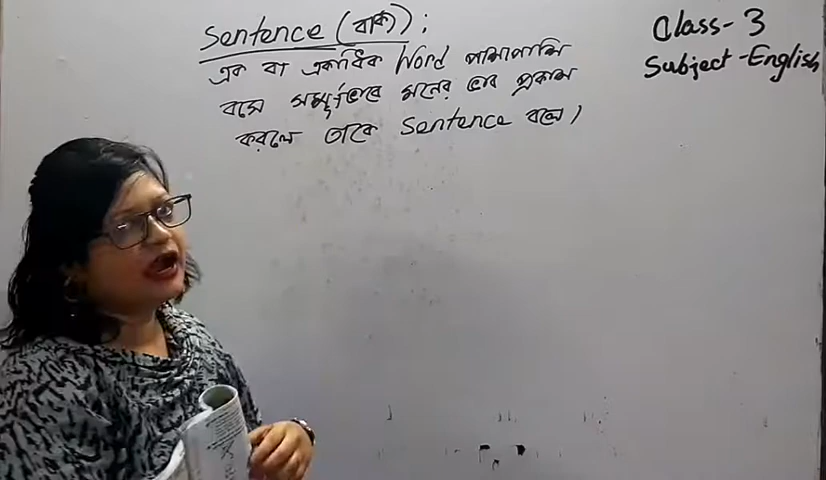 Sentence (বাক্য) :
এক বা একাধিক Word পাশাপাশি
বসে সম্পূর্ণভাবে মনের ভাব প্রকাশ
করলে তাকে Sentence বলে।
Class- 3
Subject -English